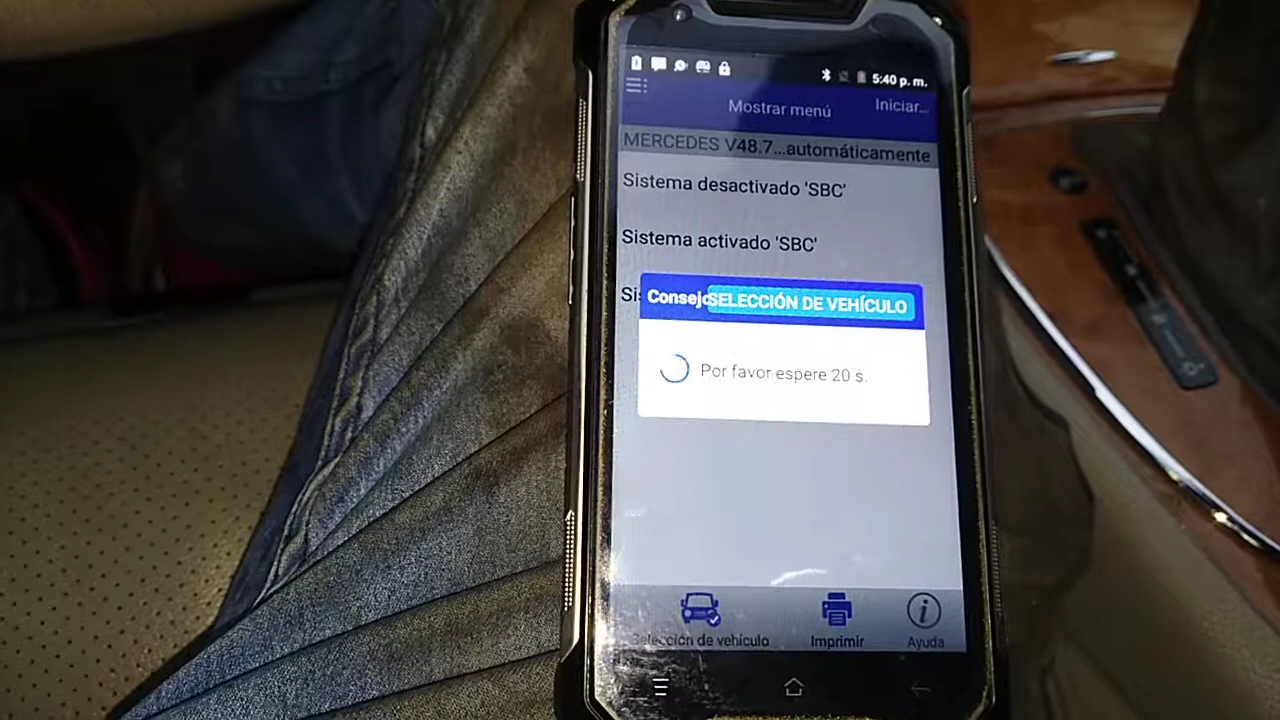 5:40 p. m.
Mostrar menú
Iniciar...
MERCEDES V48.7...automáticamente
Sistema desactivado 'SBC'
Sistema activado 'SBC'
Si
Consejo
SELECCIÓN DE VEHÍCULO
Por favor espere 20 s.
Selección de vehículo
Imprimir
Ayuda